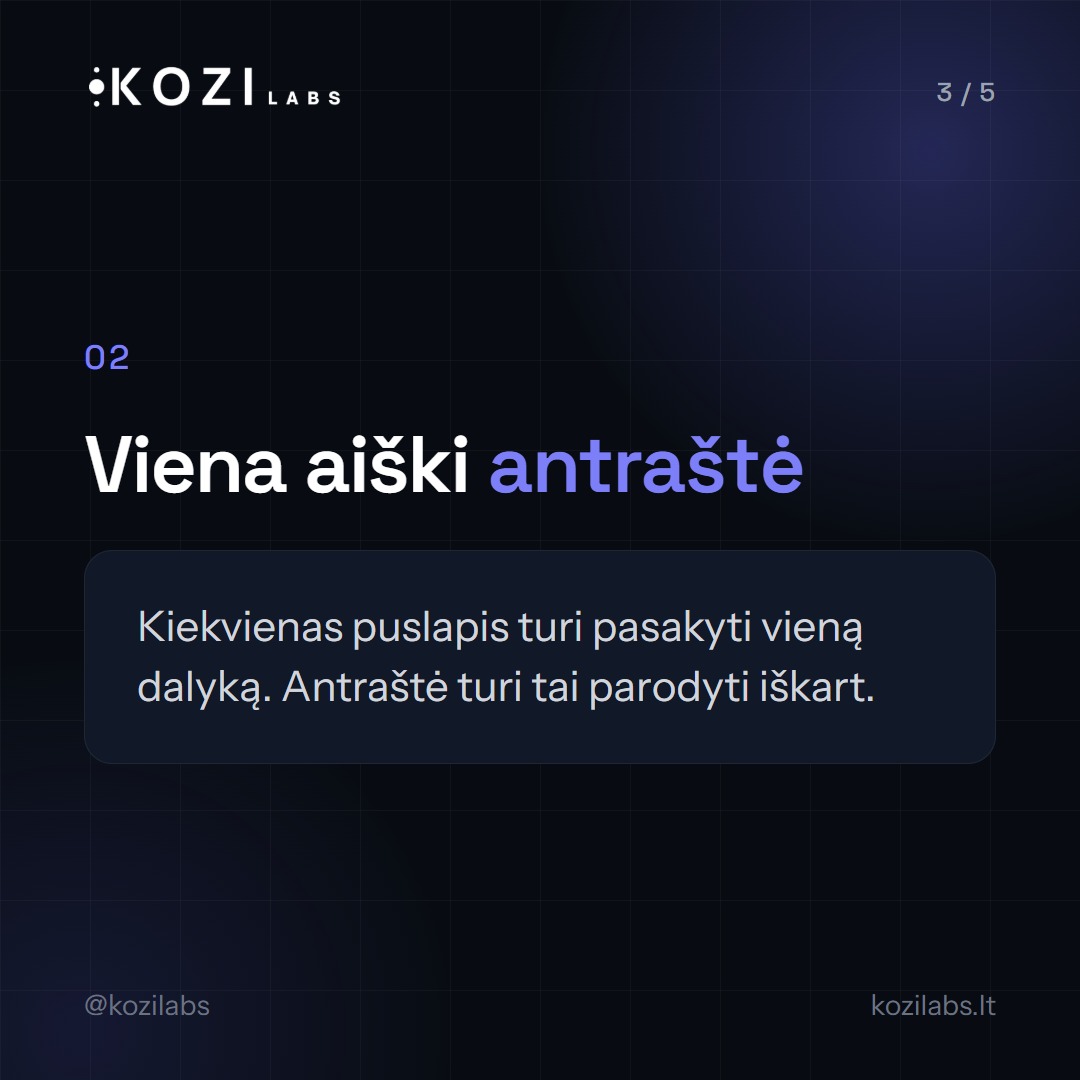 KOZI LABS
3 / 5
02
Viena aiški antraštė
Kiekvienas puslapis turi pasakyti vieną
dalyką. Antraštė turi tai parodyti iškart.
@kozilabs
kozilabs.lt